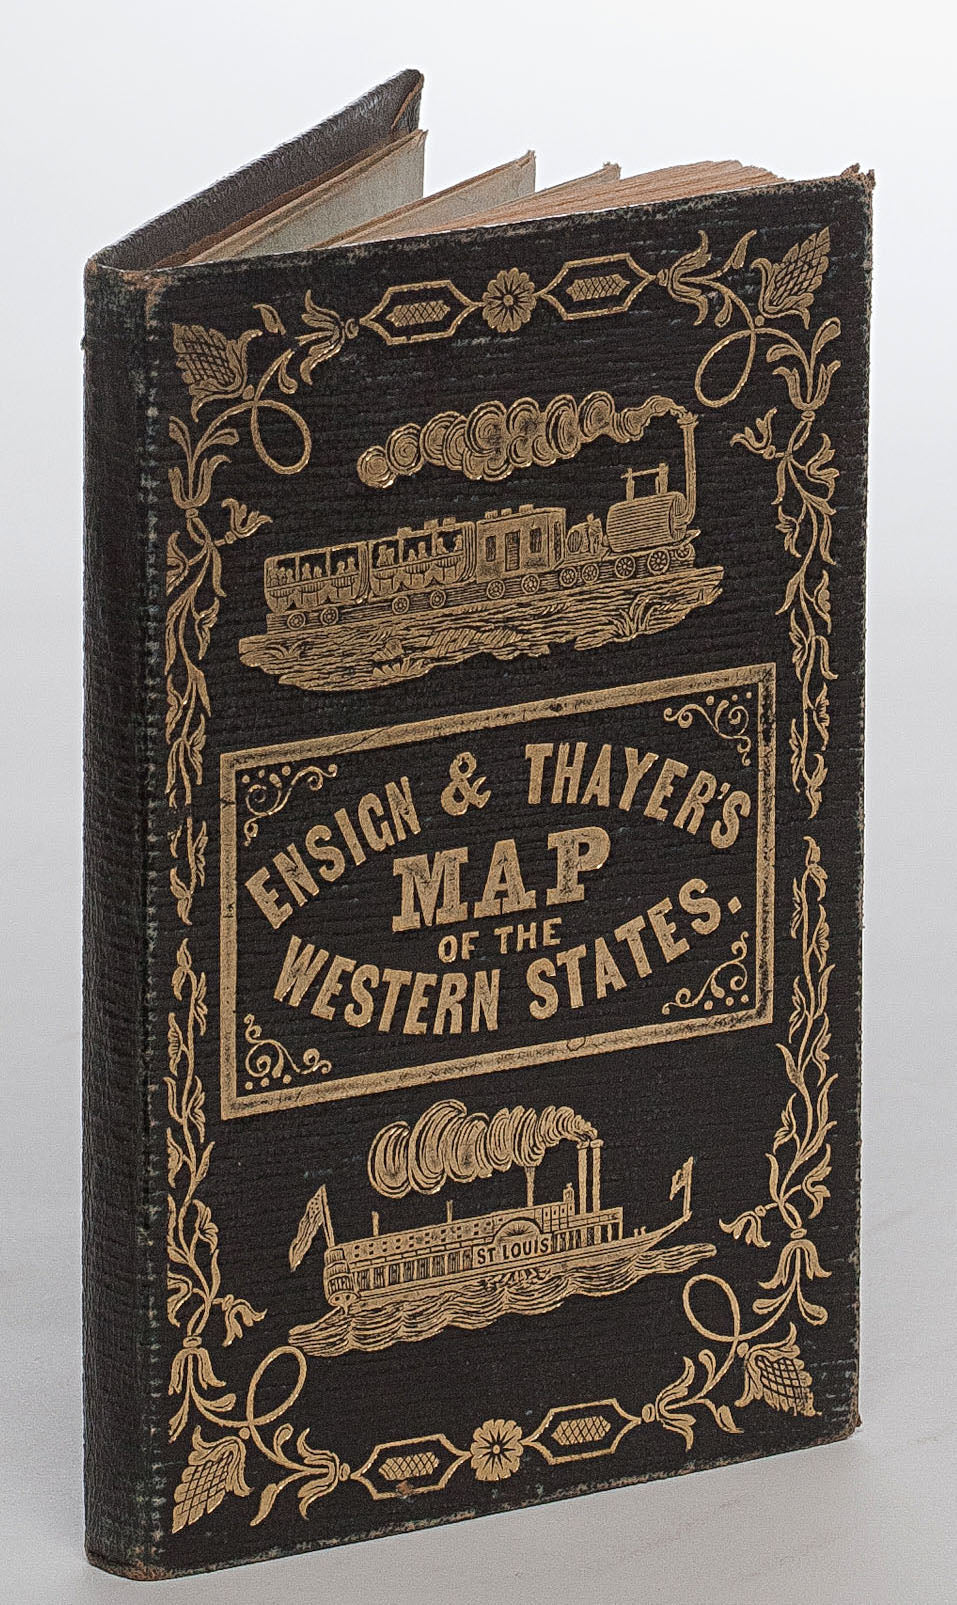 ENSIGN & THAYER'S
MAP
OF THE
WESTERN STATES.
ST LOUIS